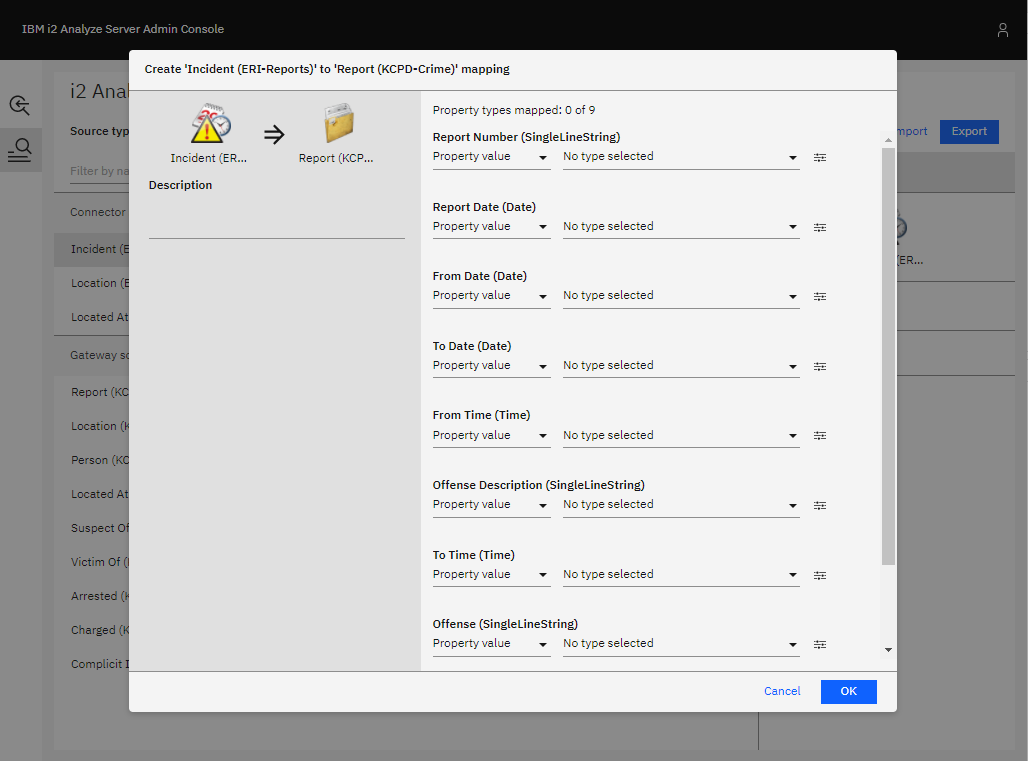 IBM i2 Analyze Server Admin Console
Create 'Incident (ERI-Reports)' to 'Report (KCPD-Crime)' mapping
i2 Anal
Source typ
Filter by na
Connector
Incident (E
Location (E
Located At
Gateway sc
Report (KC
Location (K
Person (KC
Located At
Suspect Of
Victim Of (
Arrested (K
Charged (K
Complicit I
Incident (ER...
Report (KCP...
Description
Property types mapped: 0 of 9
Report Number (SingleLineString)
Property value No type selected
Report Date (Date)
Property value No type selected
From Date (Date)
Property value No type selected
To Date (Date)
Property value No type selected
From Time (Time)
Property value No type selected
Offense Description (SingleLineString)
Property value No type selected
To Time (Time)
Property value No type selected
Offense (SingleLineString)
Property value No type selected
Cancel OK
mport Export
(ER...